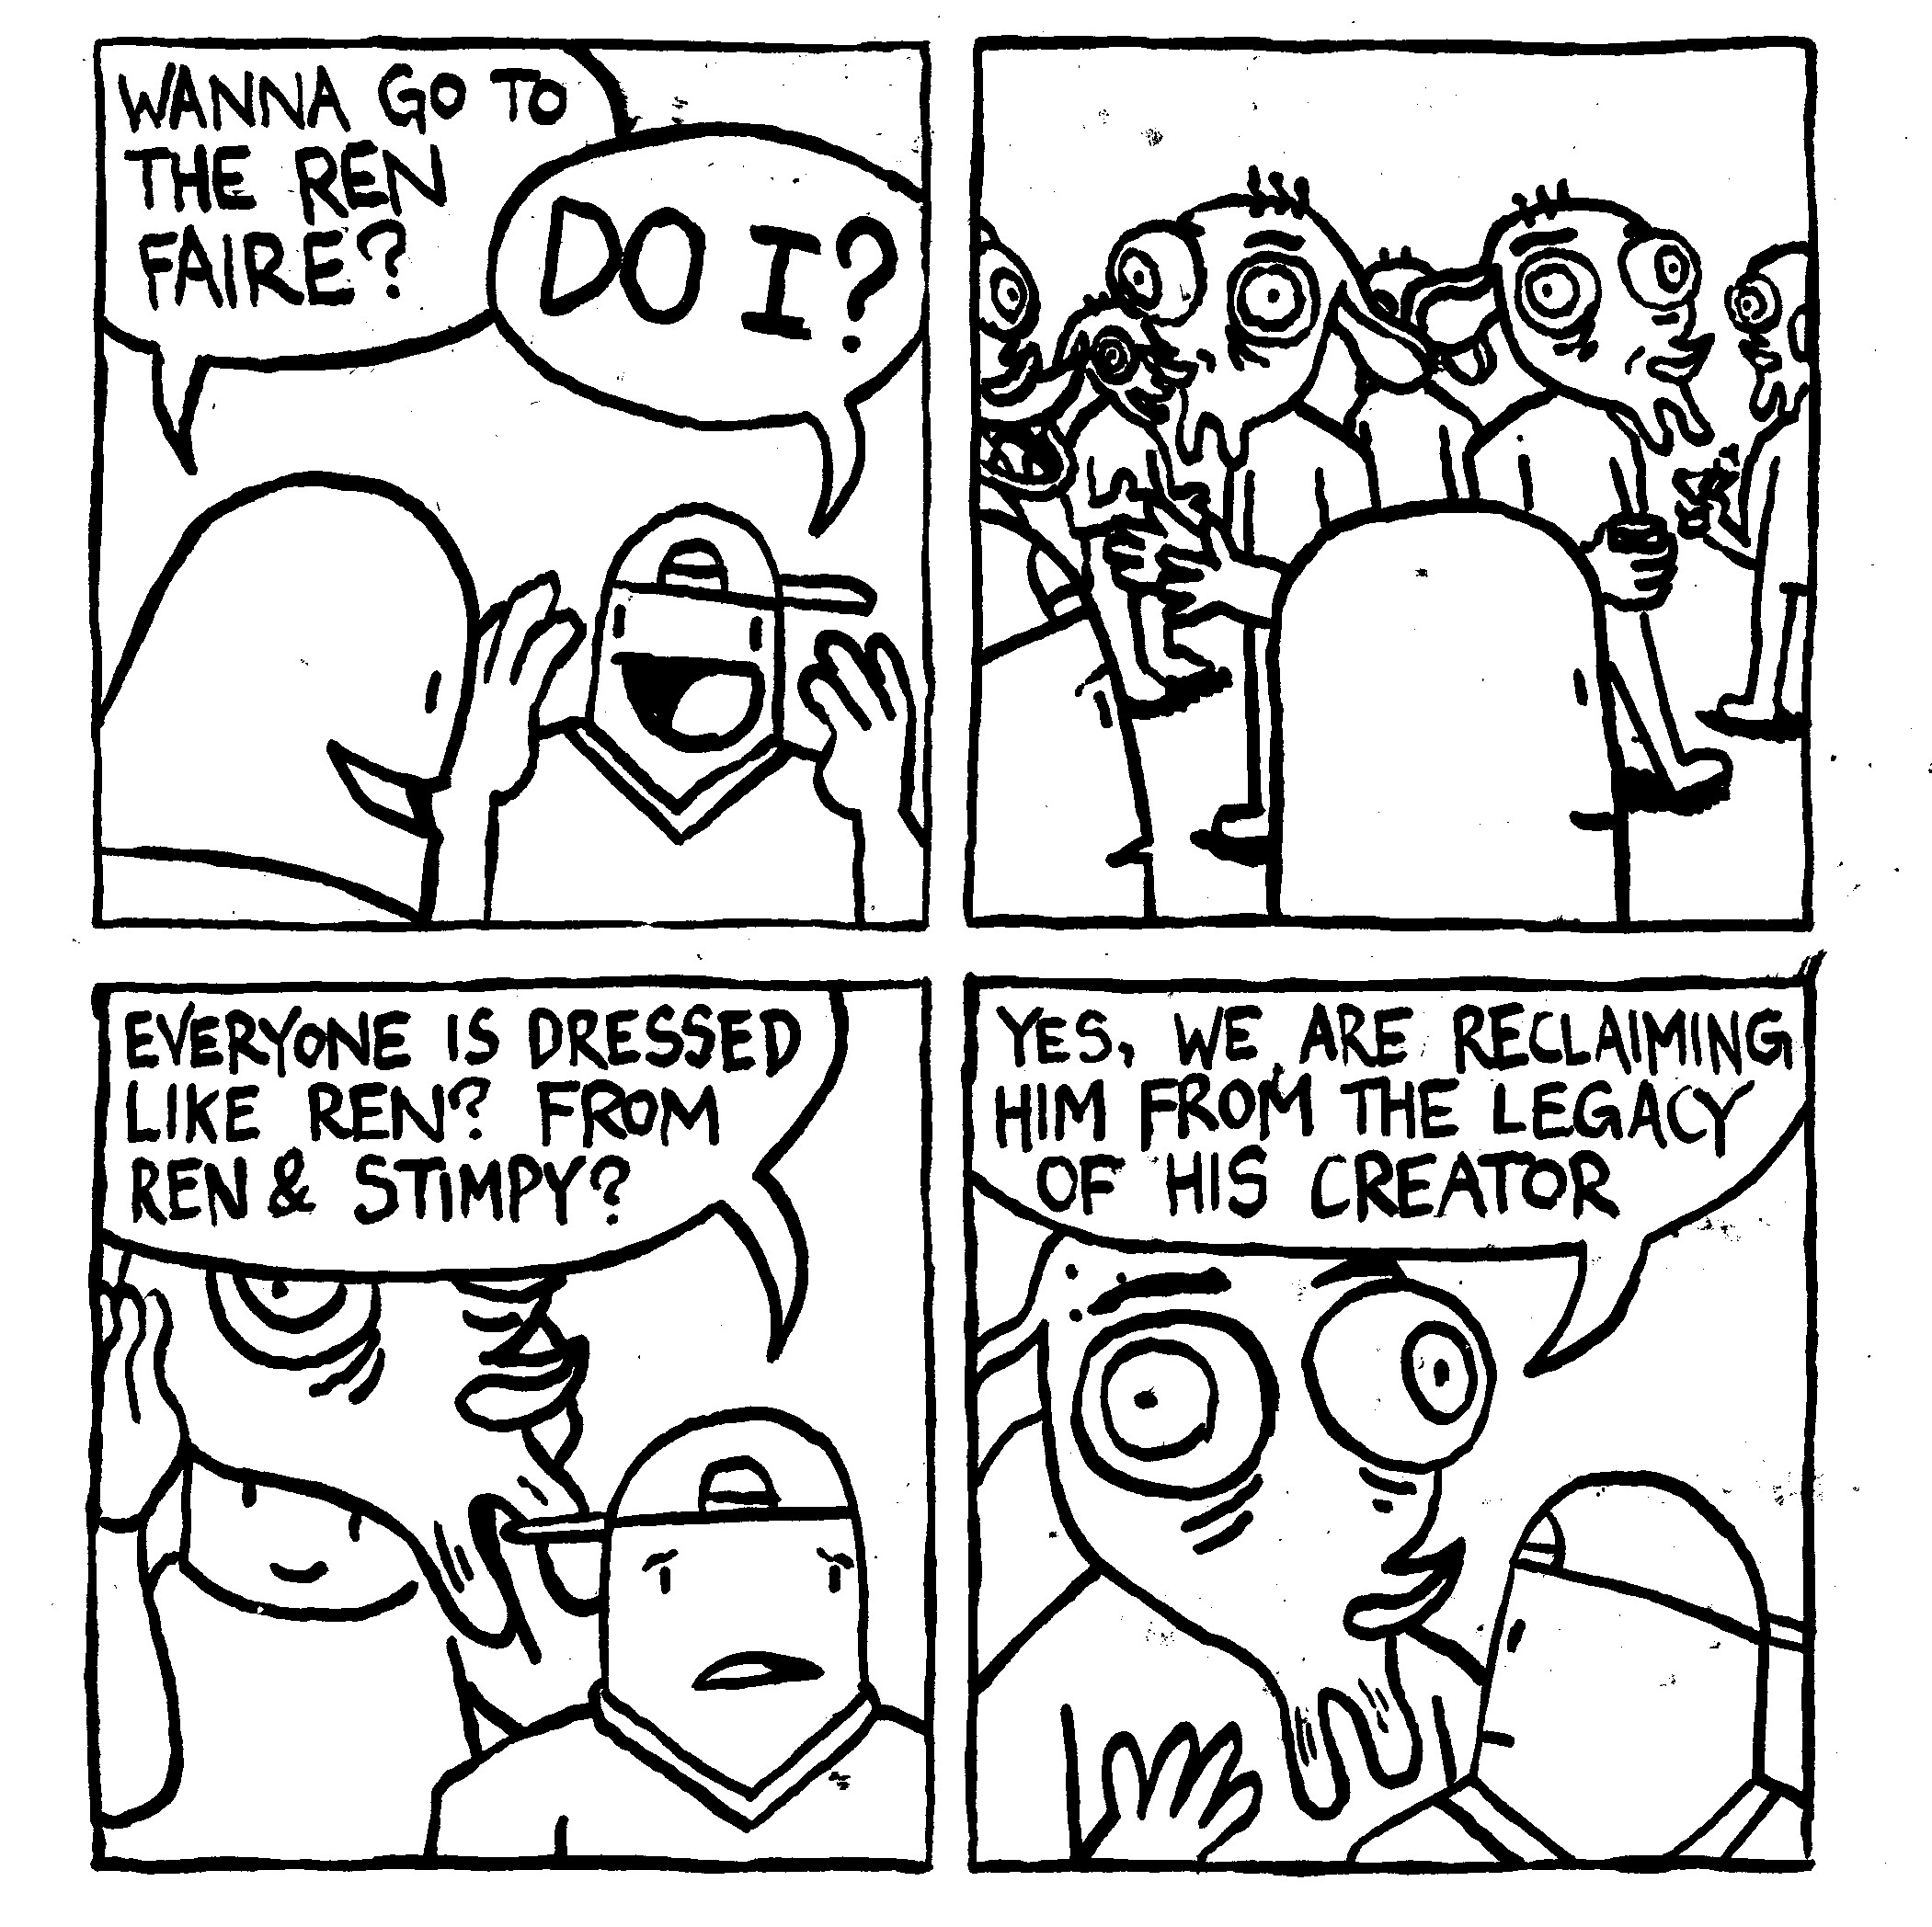 WANNA GO TO
THE REN
FAIRE?
DO I?
EVERYONE IS DRESSED
LIKE REN? FROM
REN & STIMPY?
YES, WE ARE RECLAIMING
HIM FROM THE LEGACY
OF HIS CREATOR